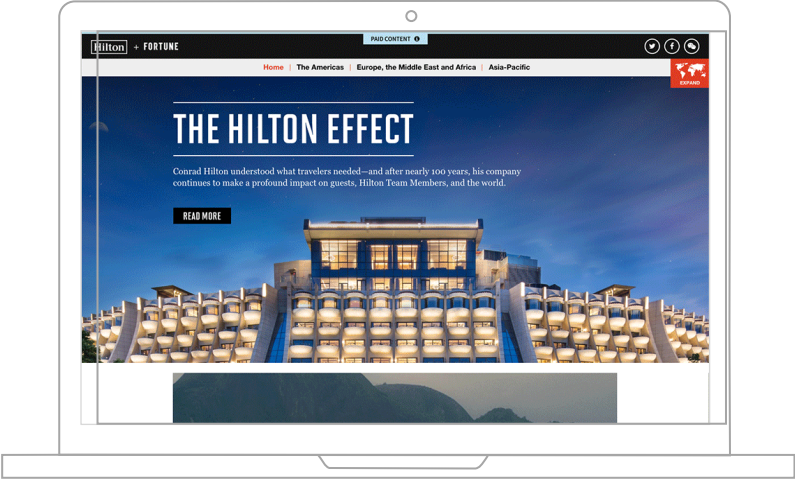 PAID CONTENT
Hilton + FORTUNE
Home | The Americas | Europe, the Middle East and Africa | Asia-Pacific
EXPAND
THE HILTON EFFECT
Conrad Hilton understood what travelers needed—and after nearly 100 years, his company
continues to make a profound impact on guests, Hilton Team Members, and the world.
READ MORE